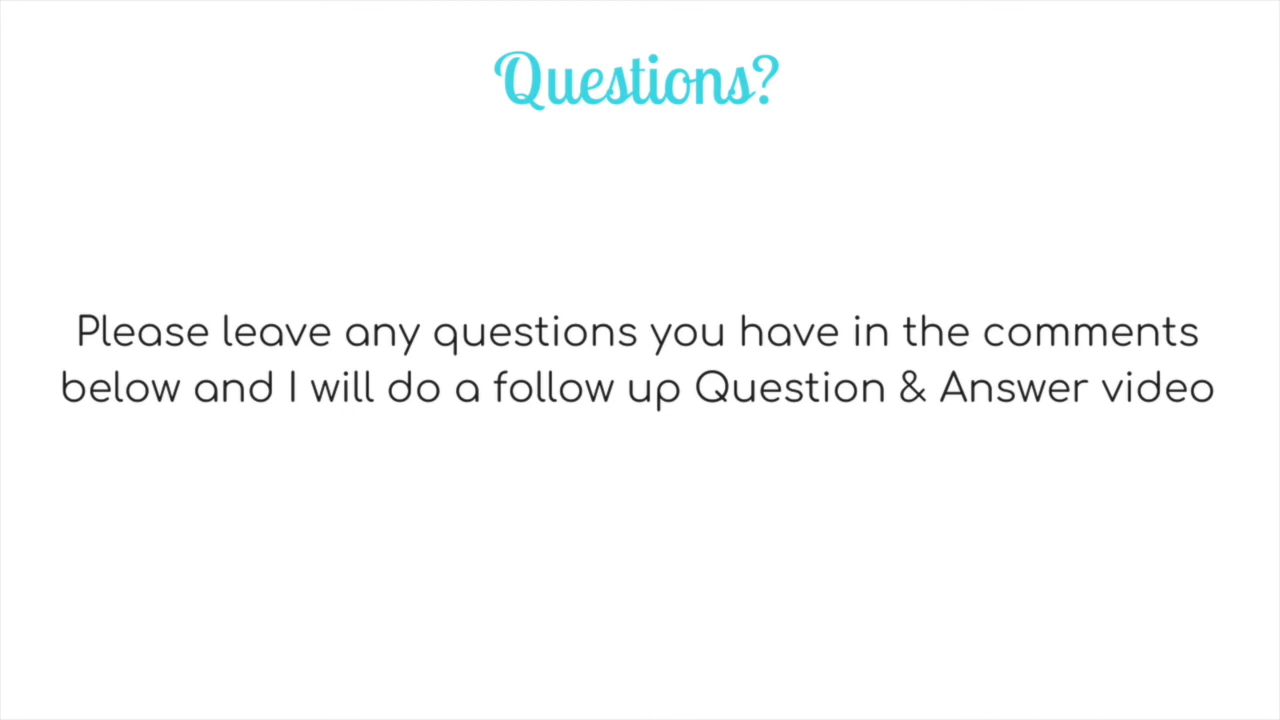 Questions?
Please leave any questions you have in the comments
below and I will do a follow up Question & Answer video